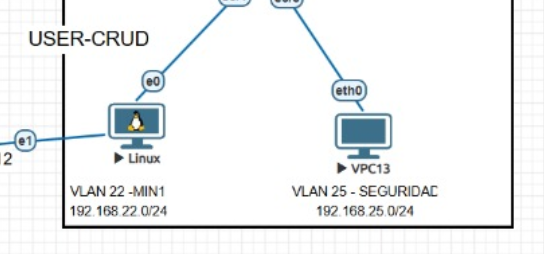 USER-CRUD
e0
eth0
e1
12
Linux
VPC13
VLAN 22 -MIN1
192.168.22.0/24
VLAN 25 - SEGURIDAD
192.168.25.0/24